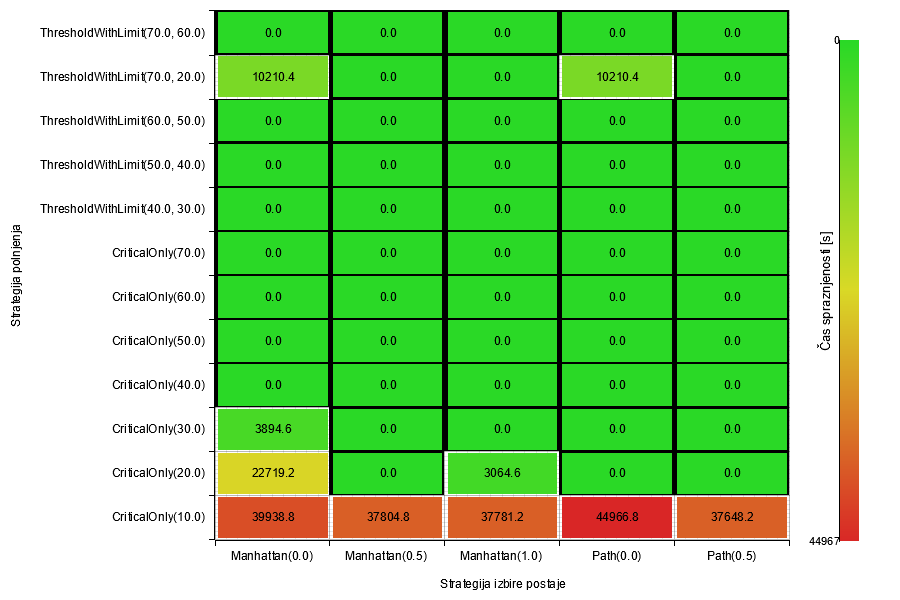 ThresholdWithLimit(70.0, 60.0) 0.0 0.0 0.0 0.0 0.0
ThresholdWithLimit(70.0, 20.0) 10210.4 0.0 0.0 10210.4 0.0
ThresholdWithLimit(60.0, 50.0) 0.0 0.0 0.0 0.0 0.0
ThresholdWithLimit(50.0, 40.0) 0.0 0.0 0.0 0.0 0.0
ThresholdWithLimit(40.0, 30.0) 0.0 0.0 0.0 0.0 0.0
CriticalOnly(70.0) 0.0 0.0 0.0 0.0 0.0
CriticalOnly(60.0) 0.0 0.0 0.0 0.0 0.0
CriticalOnly(50.0) 0.0 0.0 0.0 0.0 0.0
CriticalOnly(40.0) 0.0 0.0 0.0 0.0 0.0
CriticalOnly(30.0) 3894.6 0.0 0.0 0.0 0.0
CriticalOnly(20.0) 22719.2 0.0 3064.6 0.0 0.0
CriticalOnly(10.0) 39938.8 37804.8 37781.2 44966.8 37648.2
Manhattan(0.0) Manhattan(0.5) Manhattan(1.0) Path(0.0) Path(0.5)
Strategija izbire postaje
Strategija polnjenja
0
Čas spraznjenosti [s]
44967